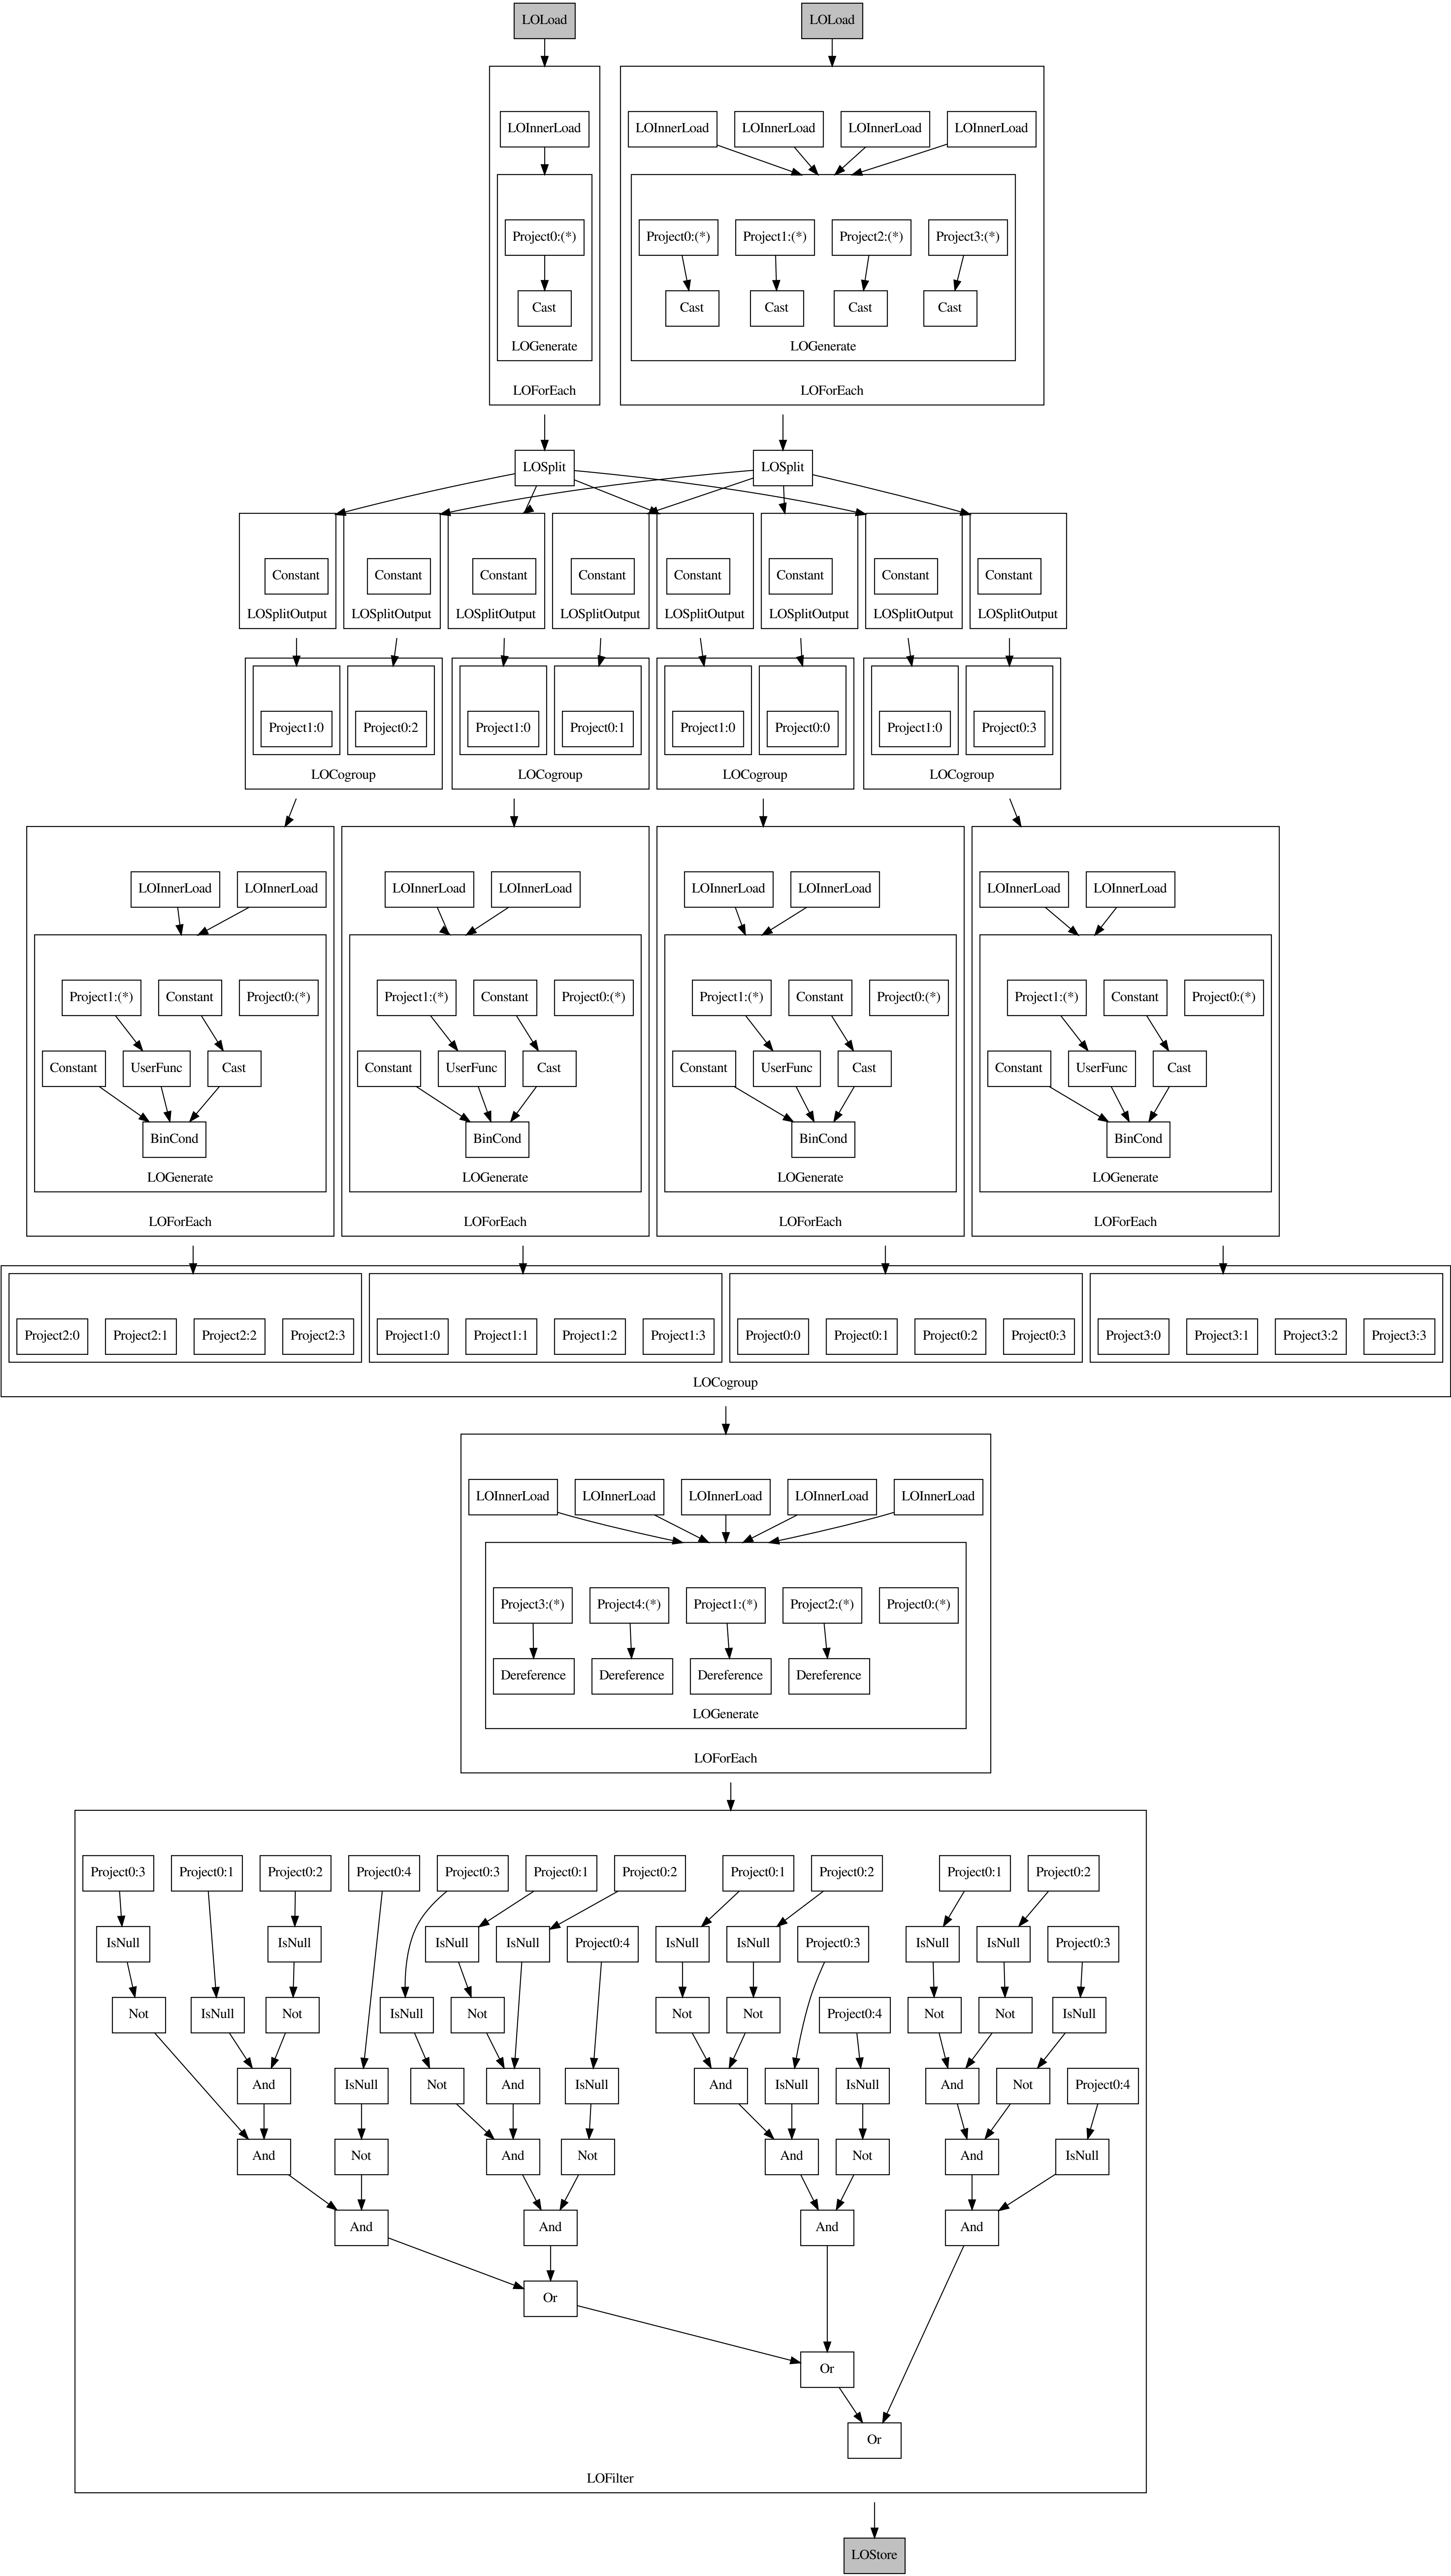 LOLoad LOLoad
LOInnerLoad LOInnerLoad LOInnerLoad LOInnerLoad LOInnerLoad
Project0:(*) Project0:(*) Project1:(*) Project2:(*) Project3:(*)
Cast Cast Cast Cast Cast
LOGenerate LOGenerate
LOForEach LOForEach
LOSplit LOSplit
Constant Constant Constant Constant Constant Constant Constant Constant
LOSplitOutput LOSplitOutput LOSplitOutput LOSplitOutput LOSplitOutput LOSplitOutput LOSplitOutput LOSplitOutput
Project1:0 Project0:2 Project1:0 Project0:1 Project1:0 Project0:0 Project1:0 Project0:3
LOCogroup LOCogroup LOCogroup LOCogroup
LOInnerLoad LOInnerLoad LOInnerLoad LOInnerLoad LOInnerLoad LOInnerLoad LOInnerLoad LOInnerLoad
Project1:(*) Constant Project0:(*) Project1:(*) Constant Project0:(*) Project1:(*) Constant Project0:(*) Project1:(*) Constant Project0:(*)
Constant UserFunc Cast Constant UserFunc Cast Constant UserFunc Cast Constant UserFunc Cast
BinCond BinCond BinCond BinCond
LOGenerate LOGenerate LOGenerate LOGenerate
LOForEach LOForEach LOForEach LOForEach
Project2:0 Project2:1 Project2:2 Project2:3 Project1:0 Project1:1 Project1:2 Project1:3 Project0:0 Project0:1 Project0:2 Project0:3 Project3:0 Project3:1 Project3:2 Project3:3
LOCogroup
LOInnerLoad LOInnerLoad LOInnerLoad LOInnerLoad LOInnerLoad
Project3:(*) Project4:(*) Project1:(*) Project2:(*) Project0:(*)
Dereference Dereference Dereference Dereference
LOGenerate
LOForEach
Project0:3 Project0:1 Project0:2 Project0:4 Project0:3 Project0:1 Project0:2 Project0:1 Project0:2 Project0:1 Project0:2
IsNull IsNull IsNull IsNull Project0:4 IsNull IsNull Project0:3 IsNull IsNull Project0:3
Not IsNull Not IsNull Not Not Not Project0:4 Not Not IsNull
And IsNull Not And IsNull And IsNull IsNull And Not Project0:4
And Not And Not And Not And IsNull
And And And And
Or
Or
Or
LOFilter
LOStore